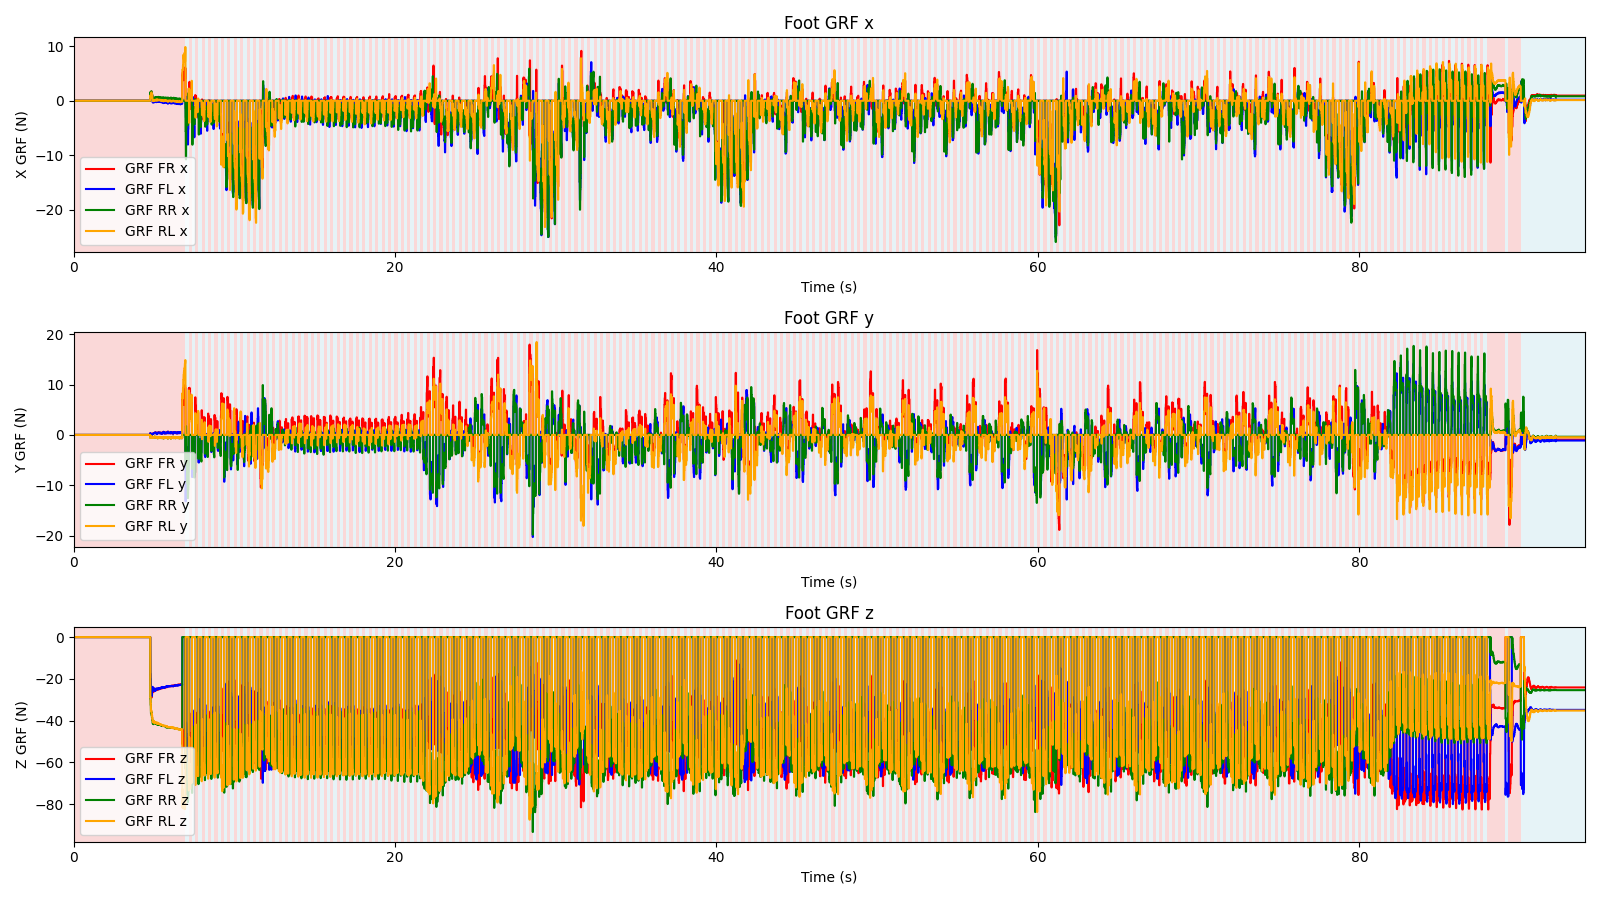 Foot GRF x
X GRF (N)
10
0
−10
−20
GRF FR x
GRF FL x
GRF RR x
GRF RL x
0 20 40 60 80
Time (s)
Foot GRF y
Y GRF (N)
20
10
0
−10
−20
GRF FR y
GRF FL y
GRF RR y
GRF RL y
0 20 40 60 80
Time (s)
Foot GRF z
Z GRF (N)
0
−20
−40
−60
−80
GRF FR z
GRF FL z
GRF RR z
GRF RL z
0 20 40 60 80
Time (s)